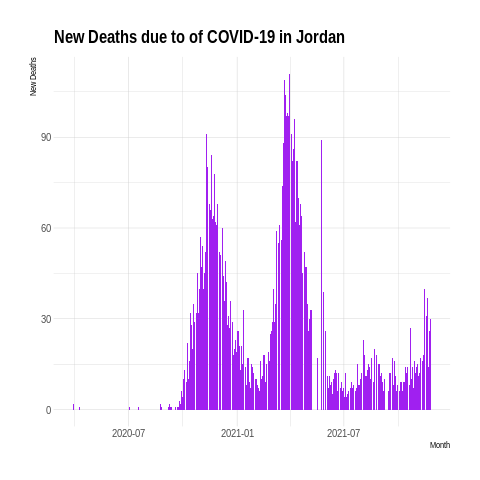 New Deaths due to of COVID-19 in Jordan
New Deaths
90
60
30
0
2020-07
2021-01
2021-07
Month